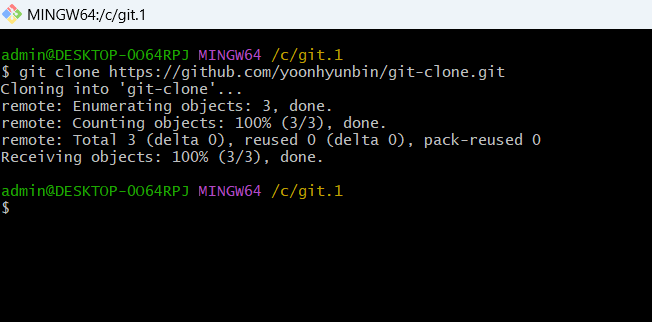 MINGW64:/c/git.1
admin@DESKTOP-OO64RPJ MINGW64 /c/git.1
$ git clone https://github.com/yoonhyunbin/git-clone.git
Cloning into 'git-clone'...
remote: Enumerating objects: 3, done.
remote: Counting objects: 100% (3/3), done.
remote: Total 3 (delta 0), reused 0 (delta 0), pack-reused 0
Receiving objects: 100% (3/3), done.
admin@DESKTOP-OO64RPJ MINGW64 /c/git.1
$